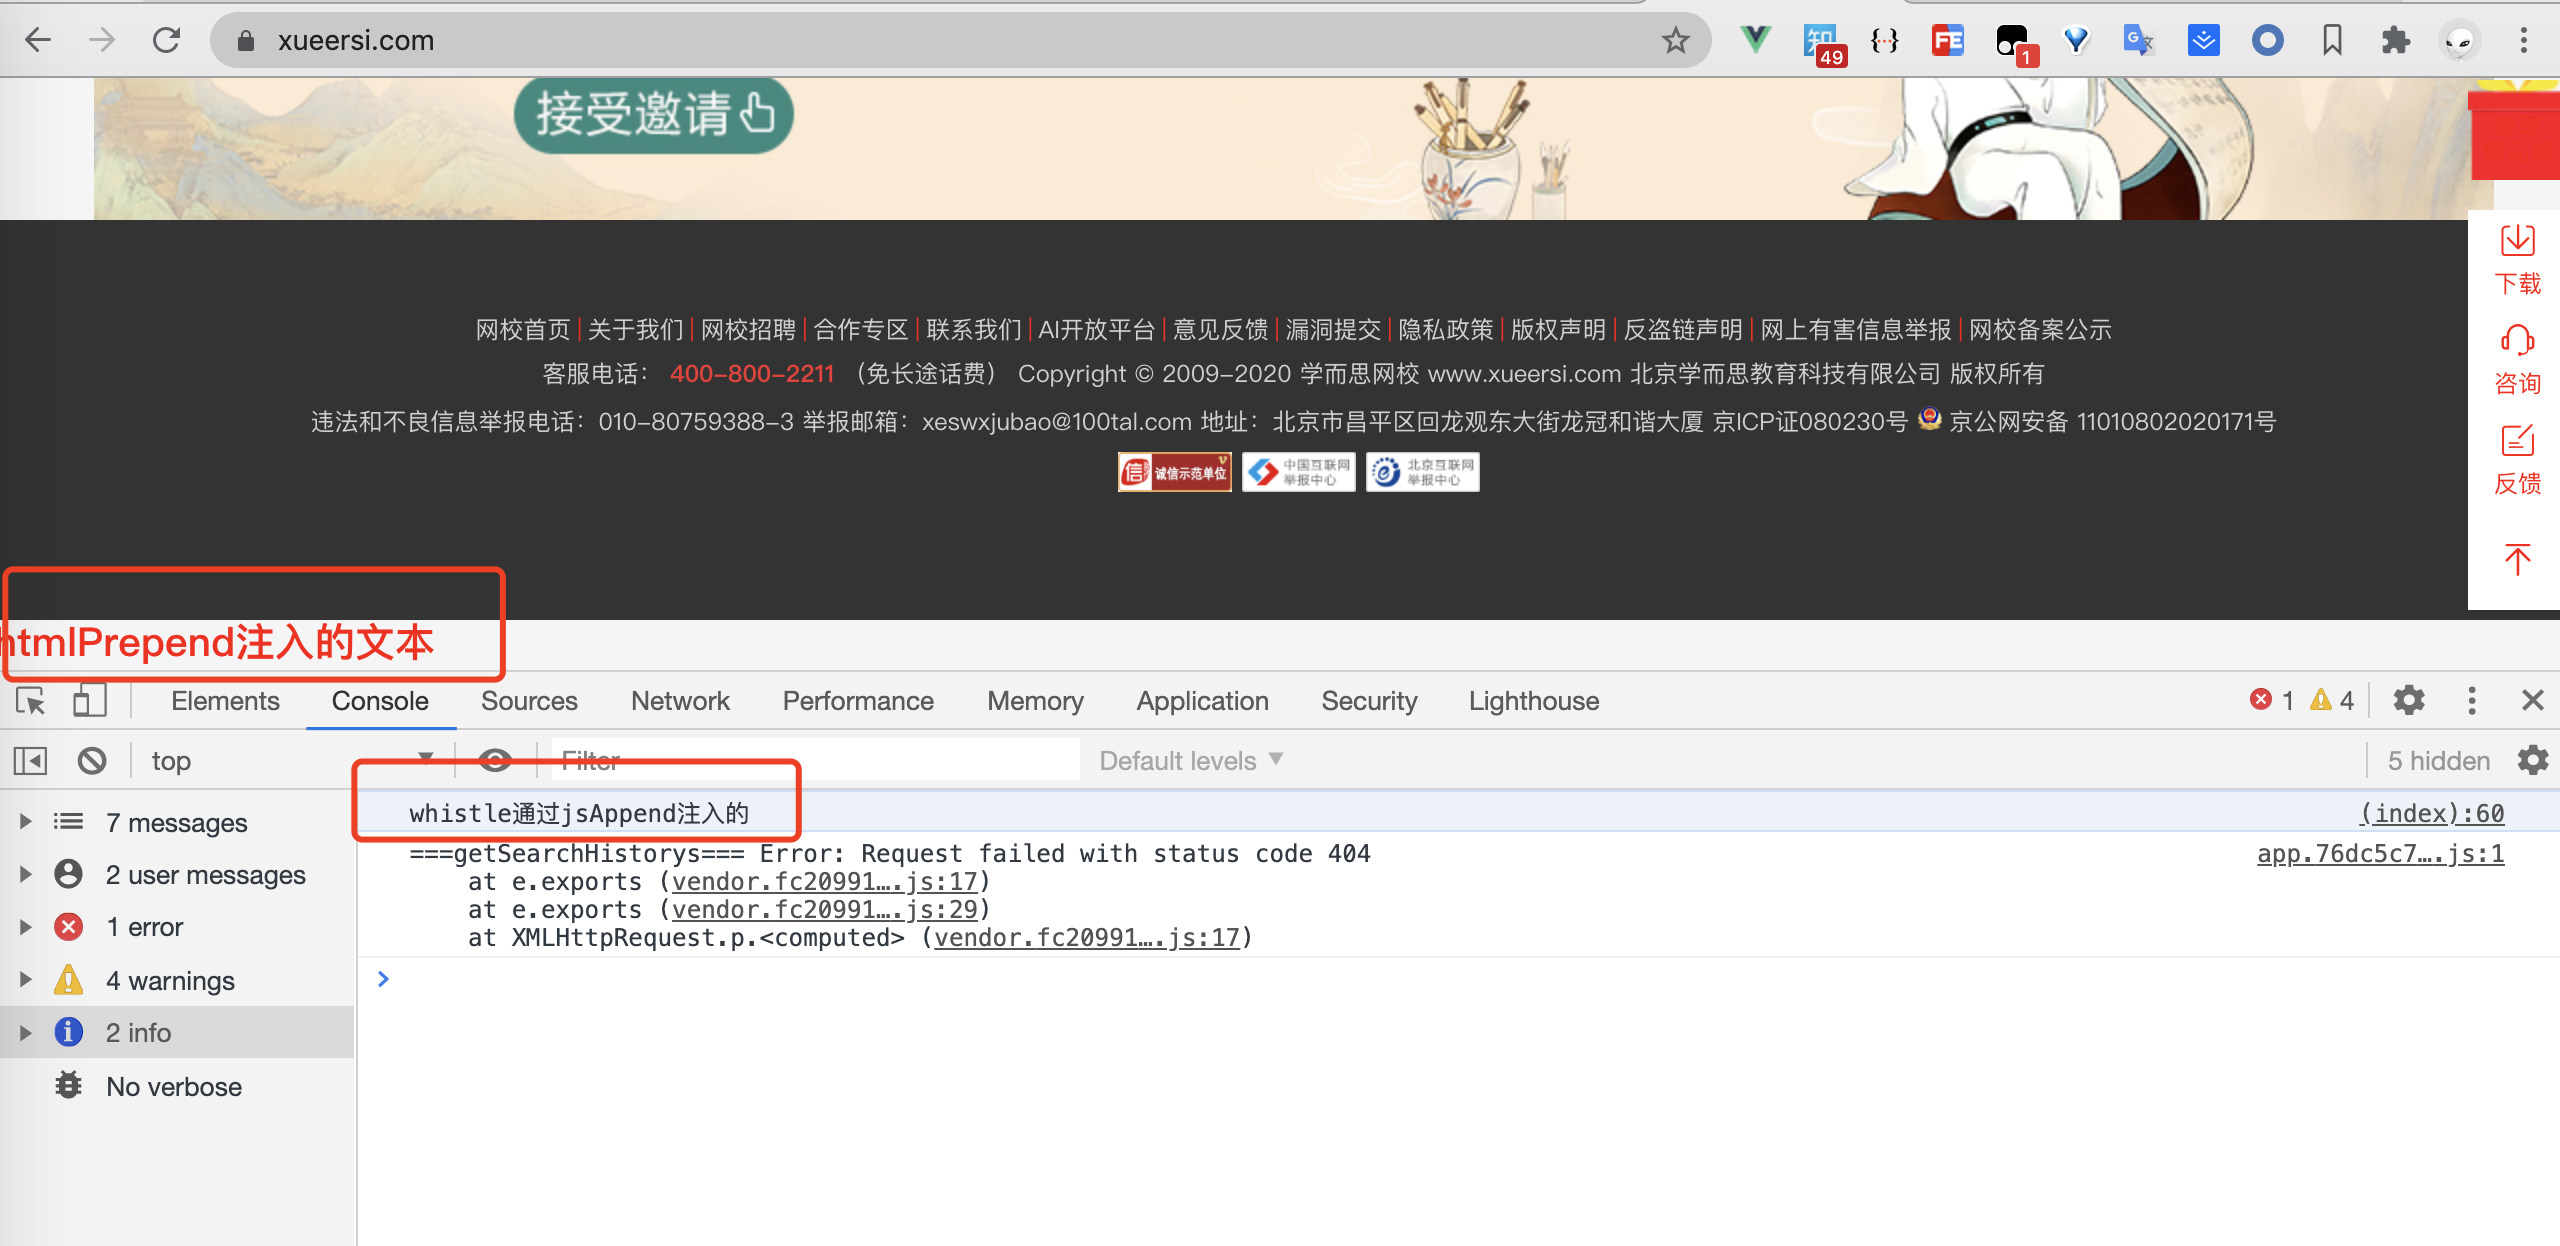 xueersi.com
知
49
FE
1
G
接受邀请
下载
咨询
反馈
网校首页|关于我们|网校招聘|合作专区|联系我们|AI开放平台|意见反馈|漏洞提交|隐私政策|版权声明|反盗链声明|网上有害信息举报|网校备案公示
客服电话： 400-800-2211 （免长途话费） Copyright © 2009-2020 学而思网校 www.xueersi.com 北京学而思教育科技有限公司 版权所有
违法和不良信息举报电话：010-80759388-3 举报邮箱：xeswxjubao@100tal.com 地址：北京市昌平区回龙观东大街龙冠和谐大厦 京ICP证080230号 京公网安备 11010802020171号
信 诚信示范单位
中国互联网
举报中心
北京互联网
举报中心
htmlPrepend注入的文本
Elements Console Sources Network Performance Memory Application Security Lighthouse 1 4
top Filter Default levels 5 hidden
7 messages
2 user messages
1 error
4 warnings
2 info
No verbose
whistle通过jsAppend注入的 (index):60
===getSearchHistorys=== Error: Request failed with status code 404 app.76dc5c7….js:1
at e.exports (vendor.fc20991….js:17)
at e.exports (vendor.fc20991….js:29)
at XMLHttpRequest.p.<computed> (vendor.fc20991….js:17)